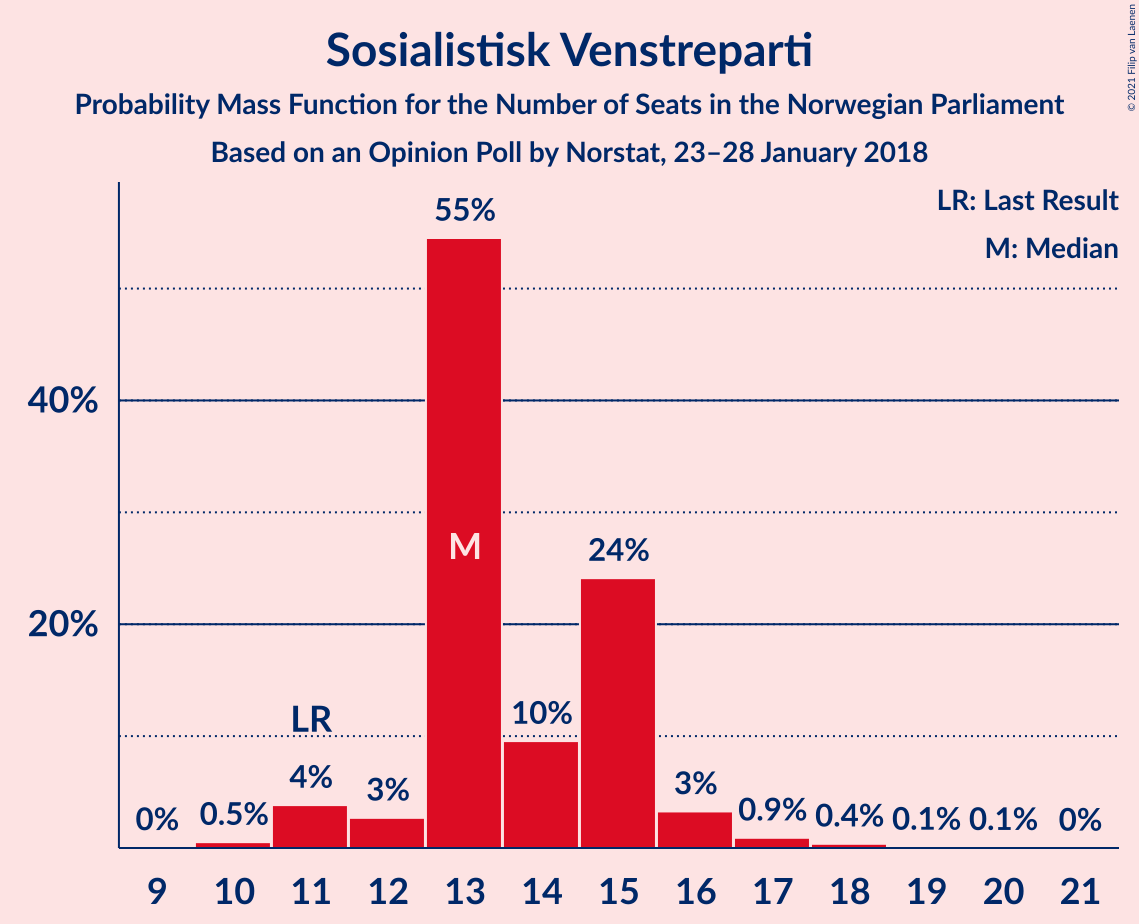 Sosialistisk Venstreparti
Probability Mass Function for the Number of Seats in the Norwegian Parliament
Based on an Opinion Poll by Norstat, 23–28 January 2018
© 2021 Filip van Laenen
LR: Last Result
M: Median
55%
40%
M
24%
20%
LR
10%
0%
0.5%
4%
3%
3%
0.9%
0.4%
0.1%
0.1%
0%
9 10 11 12 13 14 15 16 17 18 19 20 21